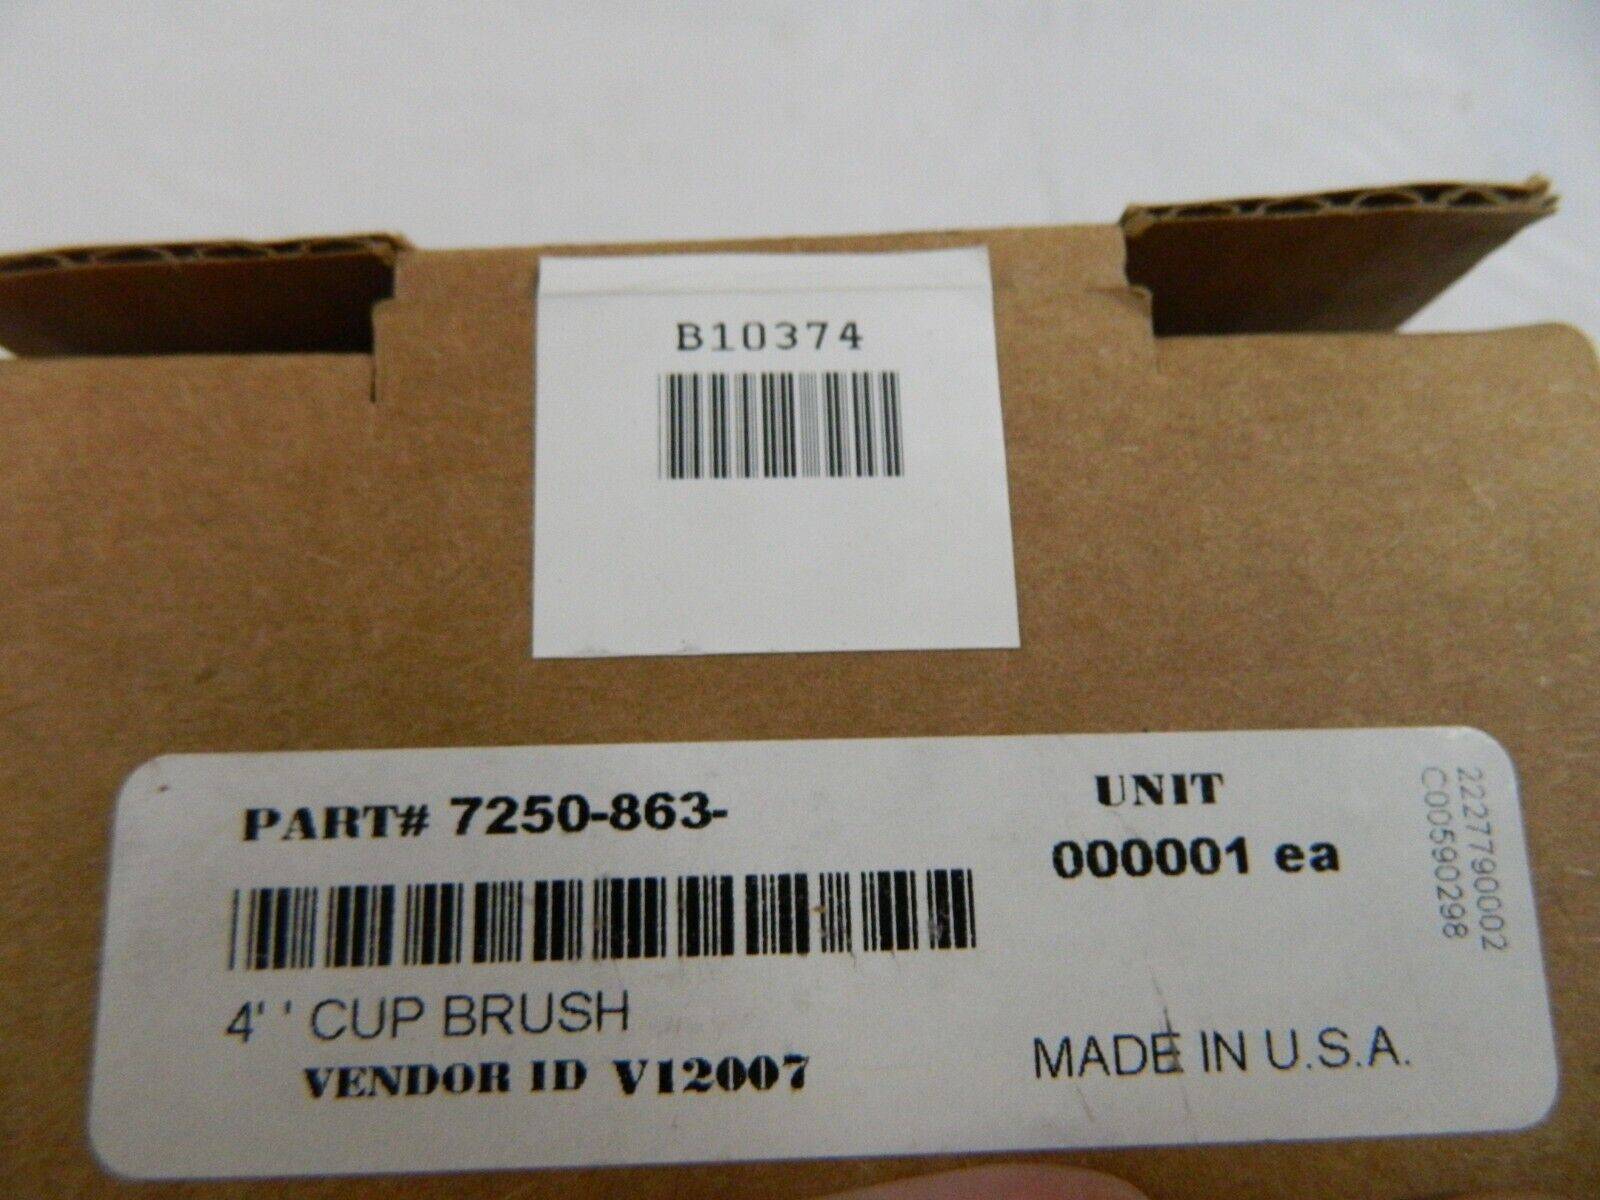 B10374
PART# 7250-863-
UNIT
000001 ea
4' ' CUP BRUSH
VENDOR ID V12007
MADE IN U.S.A.
2227790002
C00590298